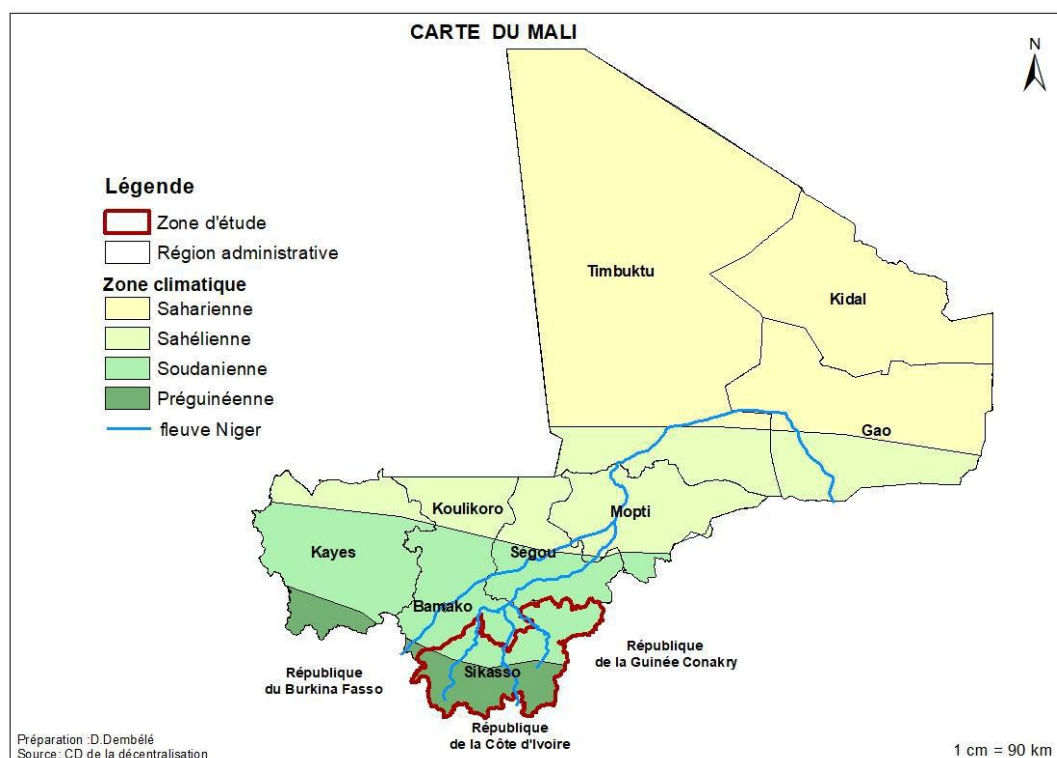 CARTE DU MALI
N
Légende
Zone d'étude
Région administrative
Zone climatique
Saharienne
Sahélienne
Soudanienne
Préguinéenne
fleuve Niger
Timbuktu
Kidal
Gao
Koulikoro
Mopti
Kayes
Ségou
Bamako
Sikasso
République
du Burkina Fasso
République
de la Guinée Conakry
République
de la Côte d'Ivoire
Préparation :D.Dembélé
Source: CD de la décentralisation
1 cm = 90 km